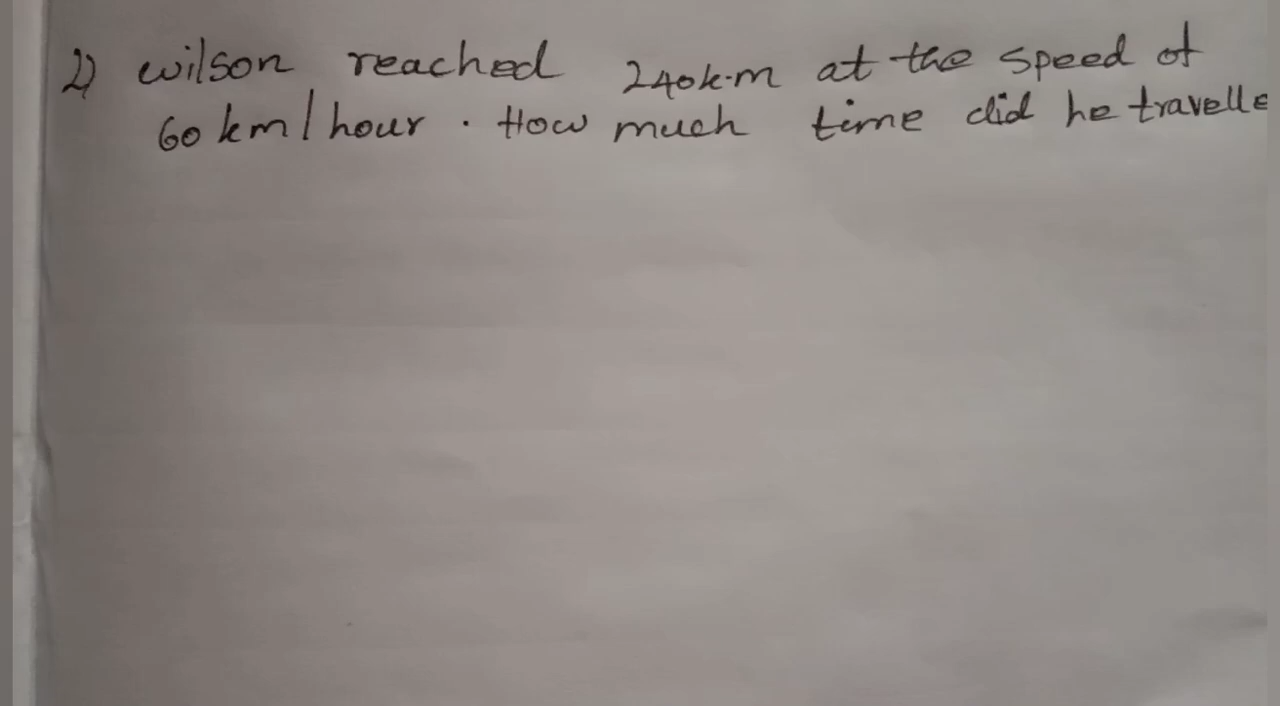 2) wilson reached 240k.m at the speed of
60 km/hour . How much time did he travelle